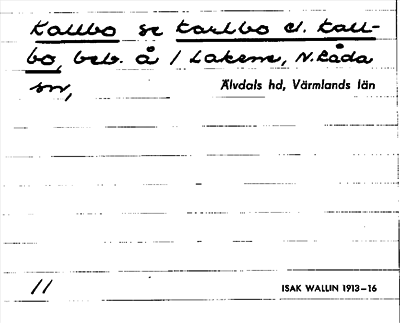 Kallbo se Karlbo el. Kall-
bo, beb. å / Lakene, N. Råda
sn,
Älvdals hd, Värmlands län
11
ISAK WALLIN 1913–16